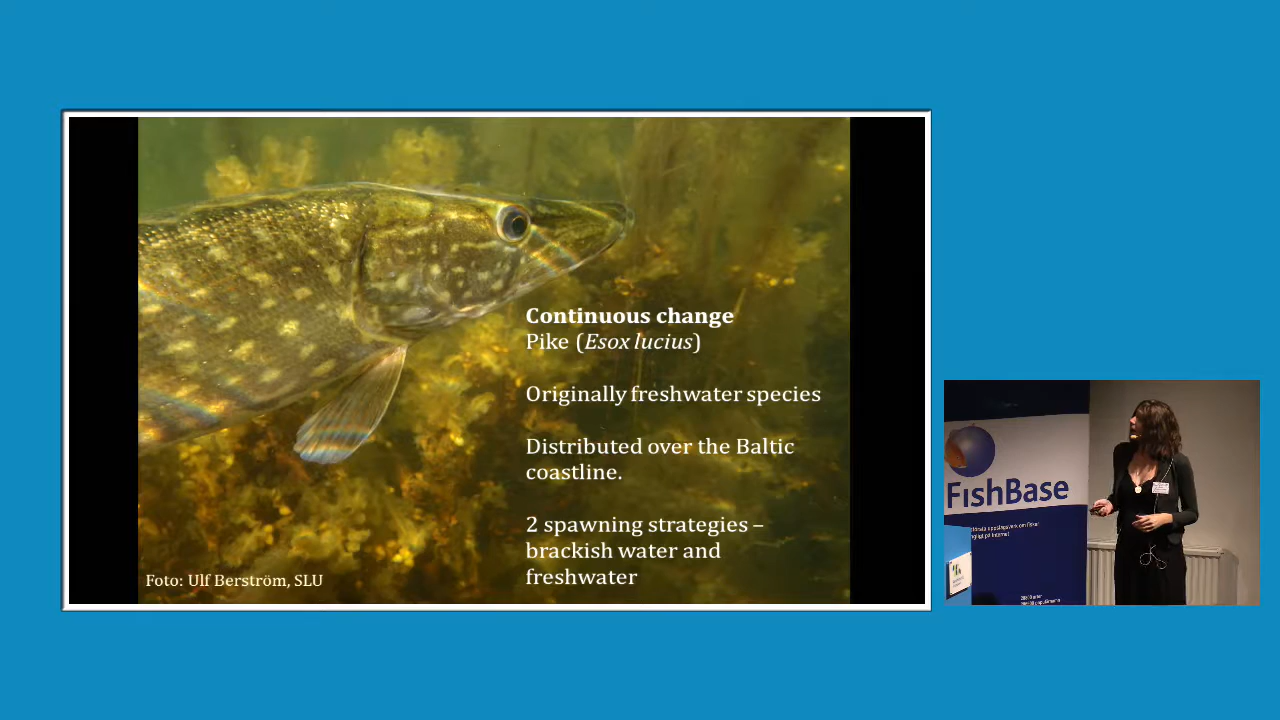 Continuous change
Pike (Esox lucius)
Originally freshwater species
Distributed over the Baltic
coastline.
2 spawning strategies –
brackish water and
freshwater
Foto: Ulf Berström, SLU
FishBase